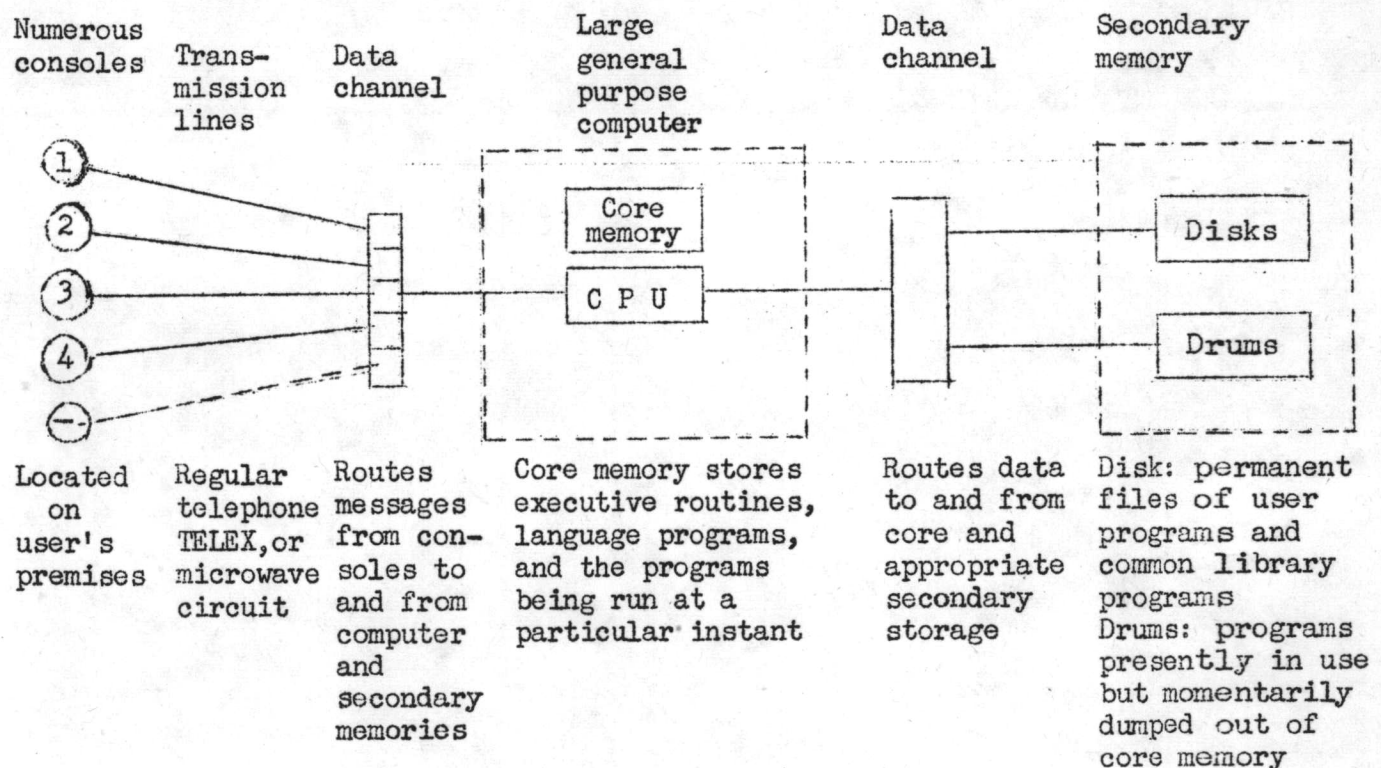 Numerous
consoles
Trans-
mission
lines
Data
channel
Large
general
purpose
computer
Data
channel
Secondary
memory
1
2
3
4
—
Core
memory
C P U
Disks
Drums
Located
on
user's
premises
Regular
telephone
TELEX,or
microwave
circuit
Routes
messages
from con-
soles to
and from
computer
and
secondary
memories
Core memory stores
executive routines,
language programs,
and the programs
being run at a
particular instant
Routes data
to and from
core and
appropriate
secondary
storage
Disk: permanent
files of user
programs and
common library
programs
Drums: programs
presently in use
but momentarily
dumped out of
core memory